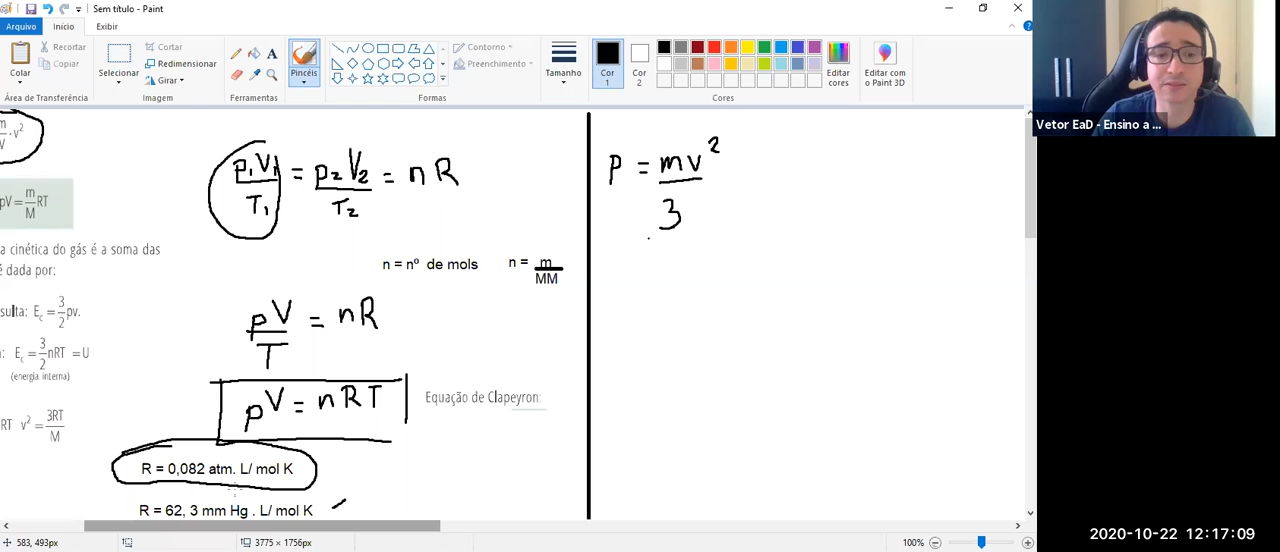 Sem título - Paint
Arquivo Início Exibir
Colar
Recortar
Copiar
Área de Transferência
Selecionar
Cortar
Redimensionar
Girar
Imagem
A
Ferramentas
Pincéis
Contorno
Preenchimento
Formas
Tamanho
Cor 1
Cor 2
Editar cores
Cores
Editar com o Paint 3D
Vetor EaD - Ensino a ...
m/V · v²
pV = m/M RT
a cinética do gás é a soma das
é dada por:
sulta: E_c = 3/2 pv.
: E_c = 3/2 nRT = U
(energia interna)
RT v² = 3RT/M
p₁V₁/T₁ = p₂V₂/T₂ = nR
n = nº de mols n = m/MM
pV/T = nR
pV = nRT
Equação de Clapeyron:
R = 0,082 atm. L/ mol K
R = 62, 3 mm Hg . L/ mol K
P = mv²/3
583, 493px
3775 × 1756px
100%
2020-10-22 12:17:09